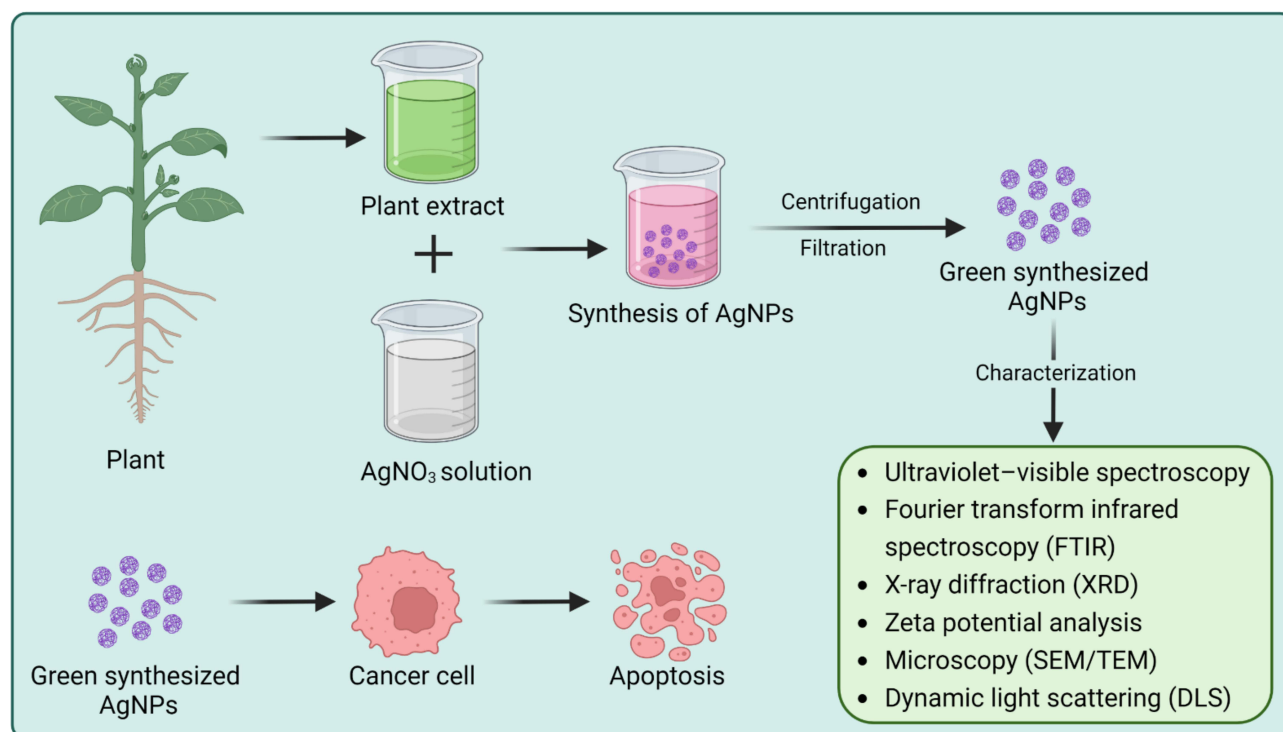 Plant
Plant extract
+
AgNO₃ solution
Synthesis of AgNPs
Centrifugation
Filtration
Green synthesized
AgNPs
Characterization
• Ultraviolet–visible spectroscopy
• Fourier transform infrared
spectroscopy (FTIR)
• X-ray diffraction (XRD)
• Zeta potential analysis
• Microscopy (SEM/TEM)
• Dynamic light scattering (DLS)
Green synthesized
AgNPs
Cancer cell
Apoptosis